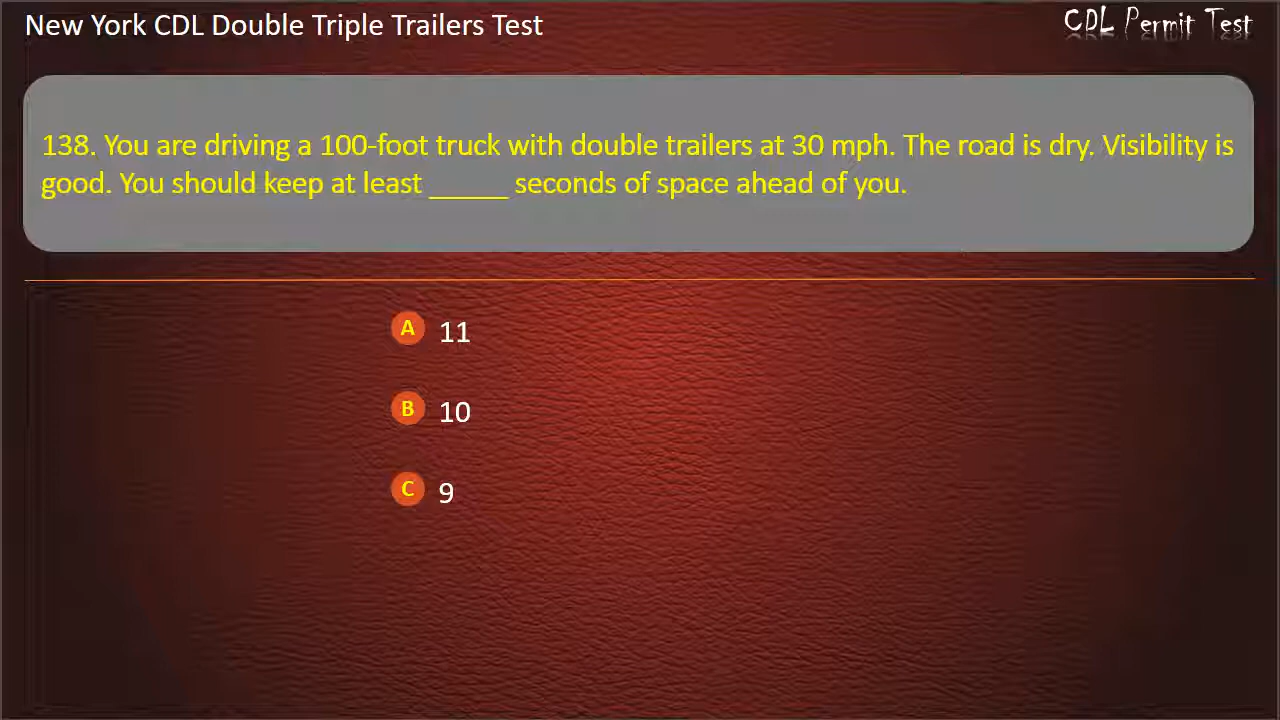 New York CDL Double Triple Trailers Test
CDL Permit Test
138. You are driving a 100-foot truck with double trailers at 30 mph. The road is dry. Visibility is
good. You should keep at least _____ seconds of space ahead of you.
A 11
B 10
C 9